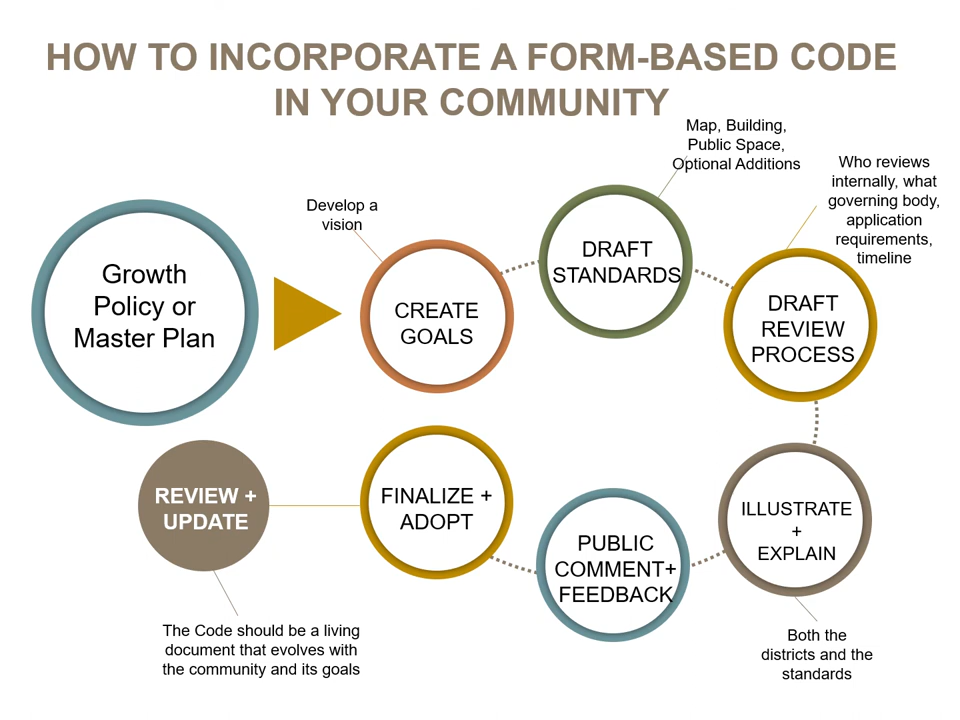 HOW TO INCORPORATE A FORM-BASED CODE
IN YOUR COMMUNITY
Growth
Policy or
Master Plan
Develop a
vision
CREATE
GOALS
Map, Building,
Public Space,
Optional Additions
DRAFT
STANDARDS
Who reviews
internally, what
governing body,
application
requirements,
timeline
DRAFT
REVIEW
PROCESS
ILLUSTRATE
+
EXPLAIN
Both the
districts and the
standards
PUBLIC
COMMENT+
FEEDBACK
FINALIZE +
ADOPT
REVIEW +
UPDATE
The Code should be a living
document that evolves with
the community and its goals